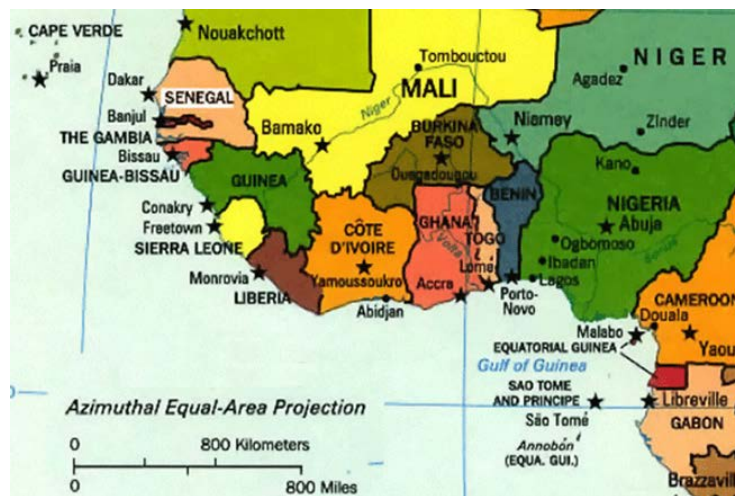 CAPE VERDE
Praia
Nouakchott
Dakar
SENEGAL
Banjul
THE GAMBIA
Bissau
GUINEA-BISSAU
Tombouctou
MALI
Niger
Bamako
NIGER
Agadez
Zinder
Niamey
BURKINA
FASO
Ouagadougou
GUINEA
Conakry
Freetown
SIERRA LEONE
Monrovia
LIBERIA
CÔTE
D'IVOIRE
Yamoussoukro
Abidjan
GHANA
Volta
Accra
TOGO
Lomé
BENIN
Porto-
Novo
Kano
NIGERIA
Abuja
Ogbomoso
Ibadan
Lagos
Benue
CAMEROON
Douala
Yaou
Malabo
EQUATORIAL GUINEA
Gulf of Guinea
SAO TOME
AND PRINCIPE
São Tomé
Libreville
GABON
Annobón
(EQUA. GUI.)
Brazzavil
Azimuthal Equal-Area Projection
0 800 Kilometers
0 800 Miles